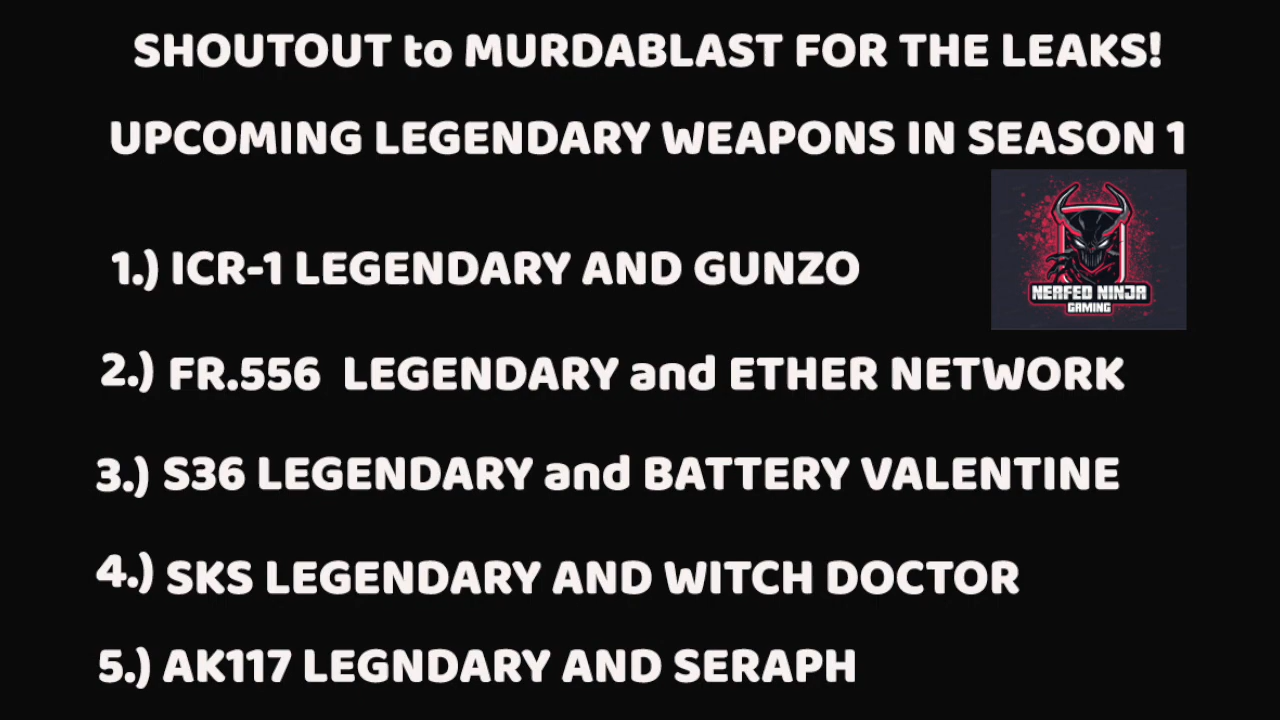 SHOUTOUT to MURDABLAST FOR THE LEAKS!
UPCOMING LEGENDARY WEAPONS IN SEASON 1
NERFED NINJA
GAMING
1.) ICR-1 LEGENDARY AND GUNZO
2.) FR.556 LEGENDARY and ETHER NETWORK
3.) S36 LEGENDARY and BATTERY VALENTINE
4.) SKS LEGENDARY AND WITCH DOCTOR
5.) AK117 LEGNDARY AND SERAPH